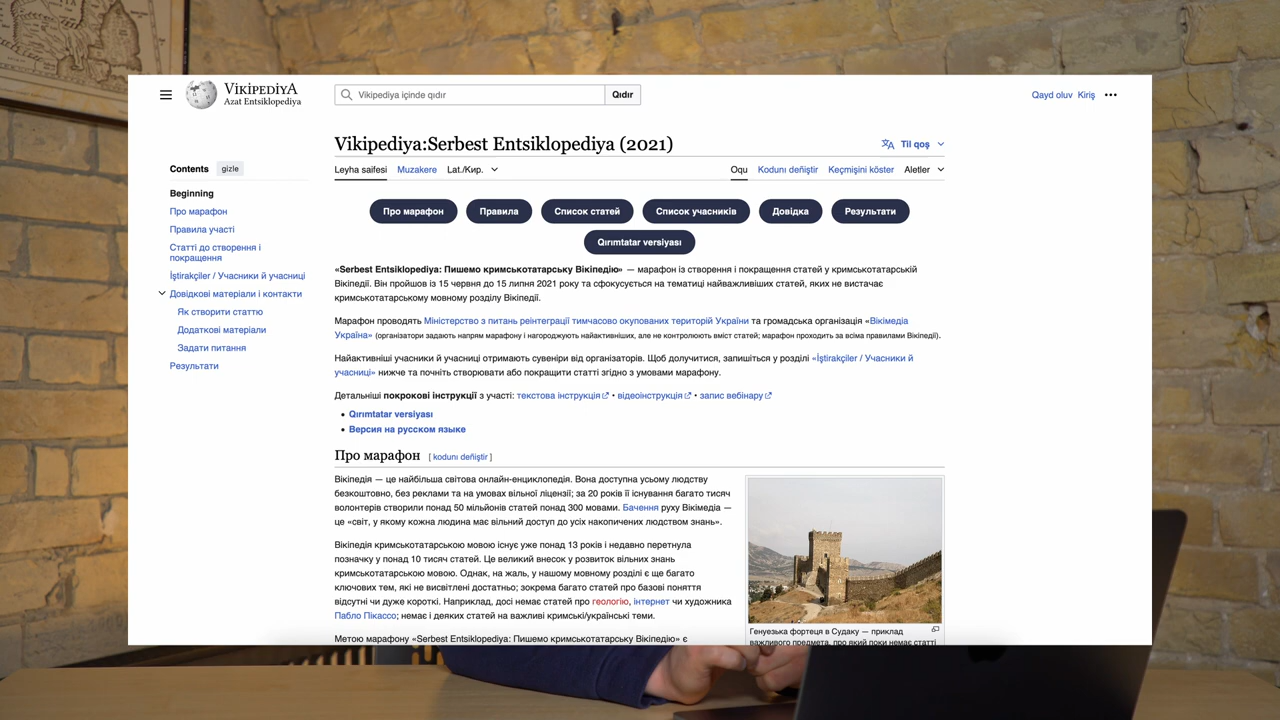 VIKIPEDIYA
Azat Entsiklopediya
Vikipediya içinde qıdır
Qıdır
Qayd oluv Kiriş
Vikipediya:Serbest Entsiklopediya (2021)
Til qoş
Leyha saifesi Muzakere Lat./Кир.
Oqu Kodunı deñiştir Keçmişini köster Aletler
Contents gizle
Beginning
Про марафон
Правила участі
Статті до створення і
покращення
İştirakçiler / Учасники й учасниці
Довідкові матеріали і контакти
Як створити статтю
Додаткові матеріали
Задати питання
Результати
Про марафон
Правила
Список статей
Список учасників
Довідка
Результати
Qırımtatar versiyası
«Serbest Entsiklopediya: Пишемо кримськотатарську Вікіпедію» — марафон із створення і покращення статей у кримськотатарській
Вікіпедії. Він пройшов із 15 червня до 15 липня 2021 року та сфокусується на тематиці найважливіших статей, яких не вистачає
кримськотатарському мовному розділу Вікіпедії.
Марафон проводять Міністерство з питань реінтеграції тимчасово окупованих територій України та громадська організація «Вікімедіа
Україна» (організатори задають напрям марафону і нагороджують найактивніших, але не контролюють вміст статей; марафон проходить за всіма правилами Вікіпедії).
Найактивніші учасники й учасниці отримають сувеніри від організаторів. Щоб долучитися, запишіться у розділі «İştirakçiler / Учасники й
учасниці» нижче та почніть створювати або покращити статті згідно з умовами марафону.
Детальніші покрокові інструкції з участі: текстова інструкція • відеоінструкція • запис вебінару
• Qırımtatar versiyası
• Версия на русском языке
Про марафон [ kodunı deñiştir ]
Вікіпедія — це найбільша світова онлайн-енциклопедія. Вона доступна усьому людству
безкоштовно, без реклами та на умовах вільної ліцензії; за 20 років її існування багато тисяч
волонтерів створили понад 50 мільйонів статей понад 300 мовами. Бачення руху Вікімедіа —
це «світ, у якому кожна людина має вільний доступ до усіх накопичених людством знань».
Вікіпедія кримськотатарською мовою існує уже понад 13 років і недавно перетнула
позначку у понад 10 тисяч статей. Це великий внесок у розвиток вільних знань
кримськотатарською мовою. Однак, на жаль, у нашому мовному розділі є ще багато
ключових тем, які не висвітлені достатньо; зокрема багато статей про базові поняття
відсутні чи дуже короткі. Наприклад, досі немає статей про геологію, інтернет чи художника
Пабло Пікассо; немає і деяких статей на важливі кримські/українські теми.
Метою марафону «Serbest Entsiklopediya: Пишемо кримськотатарську Вікіпедію» є
Генуезька фортеця в Судаку — приклад
важливого предмета, про який поки немає статті